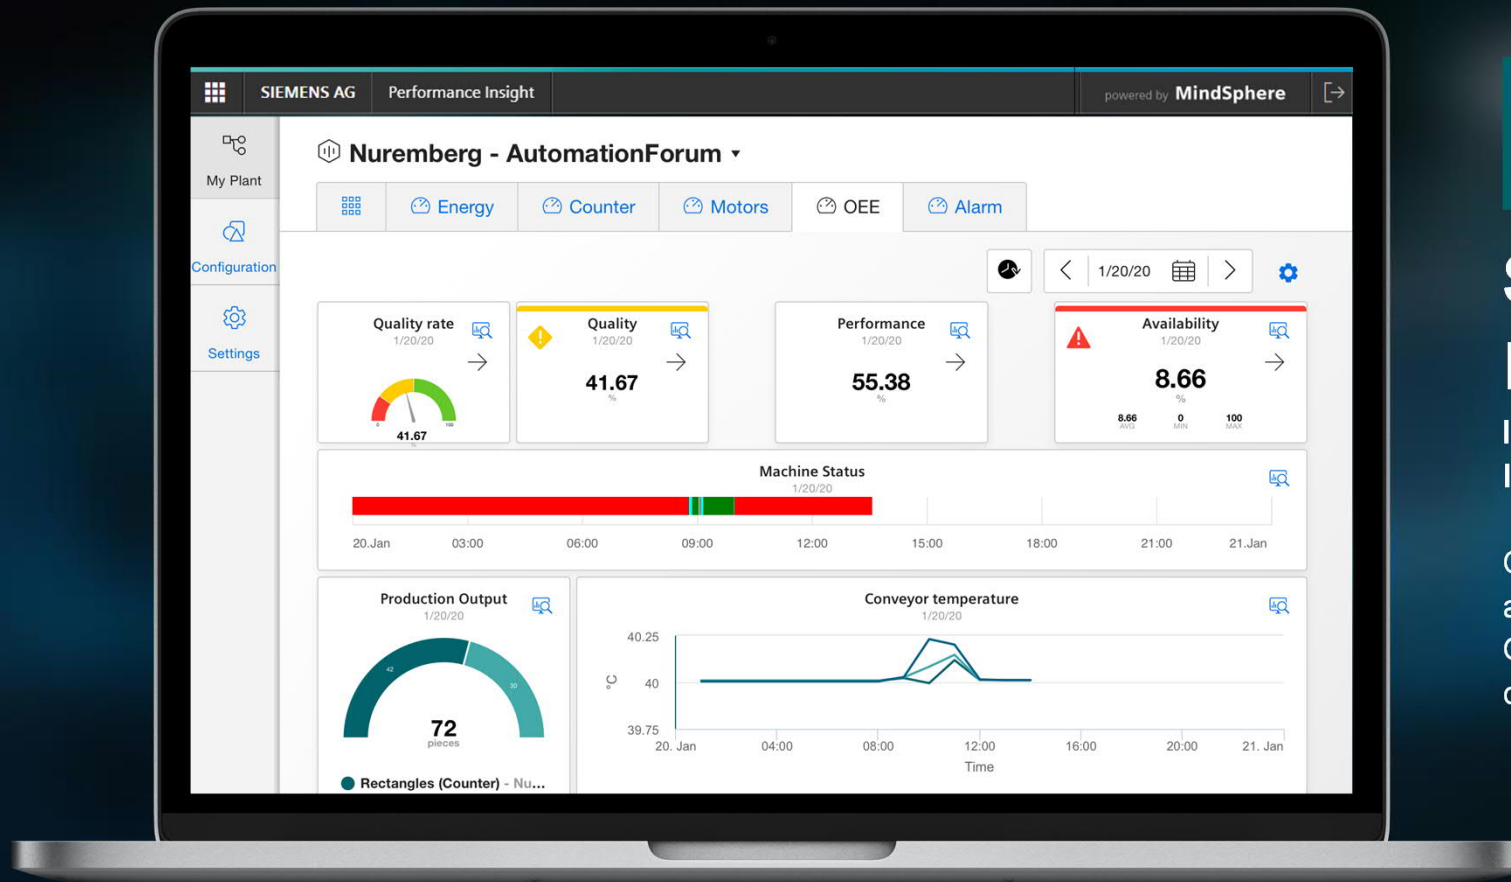 SIEMENS AG
Performance Insight
powered by MindSphere
My Plant
Configuration
Settings
Nuremberg - AutomationForum
Energy
Counter
Motors
OEE
Alarm
1/20/20
Quality rate
1/20/20
0
100
41.67
%
Quality
1/20/20
41.67
%
Performance
1/20/20
55.38
%
Availability
1/20/20
8.66
%
8.66 0 100
AVG MIN MAX
Machine Status
1/20/20
20.Jan 03:00 06:00 09:00 12:00 15:00 18:00 21:00 21.Jan
Production Output
1/20/20
42
30
72
pieces
Rectangles (Counter) - Nu...
Conveyor temperature
1/20/20
40.25
°C
40
39.75
20. Jan 04:00 08:00 12:00 16:00 20:00 21. Jan
Time